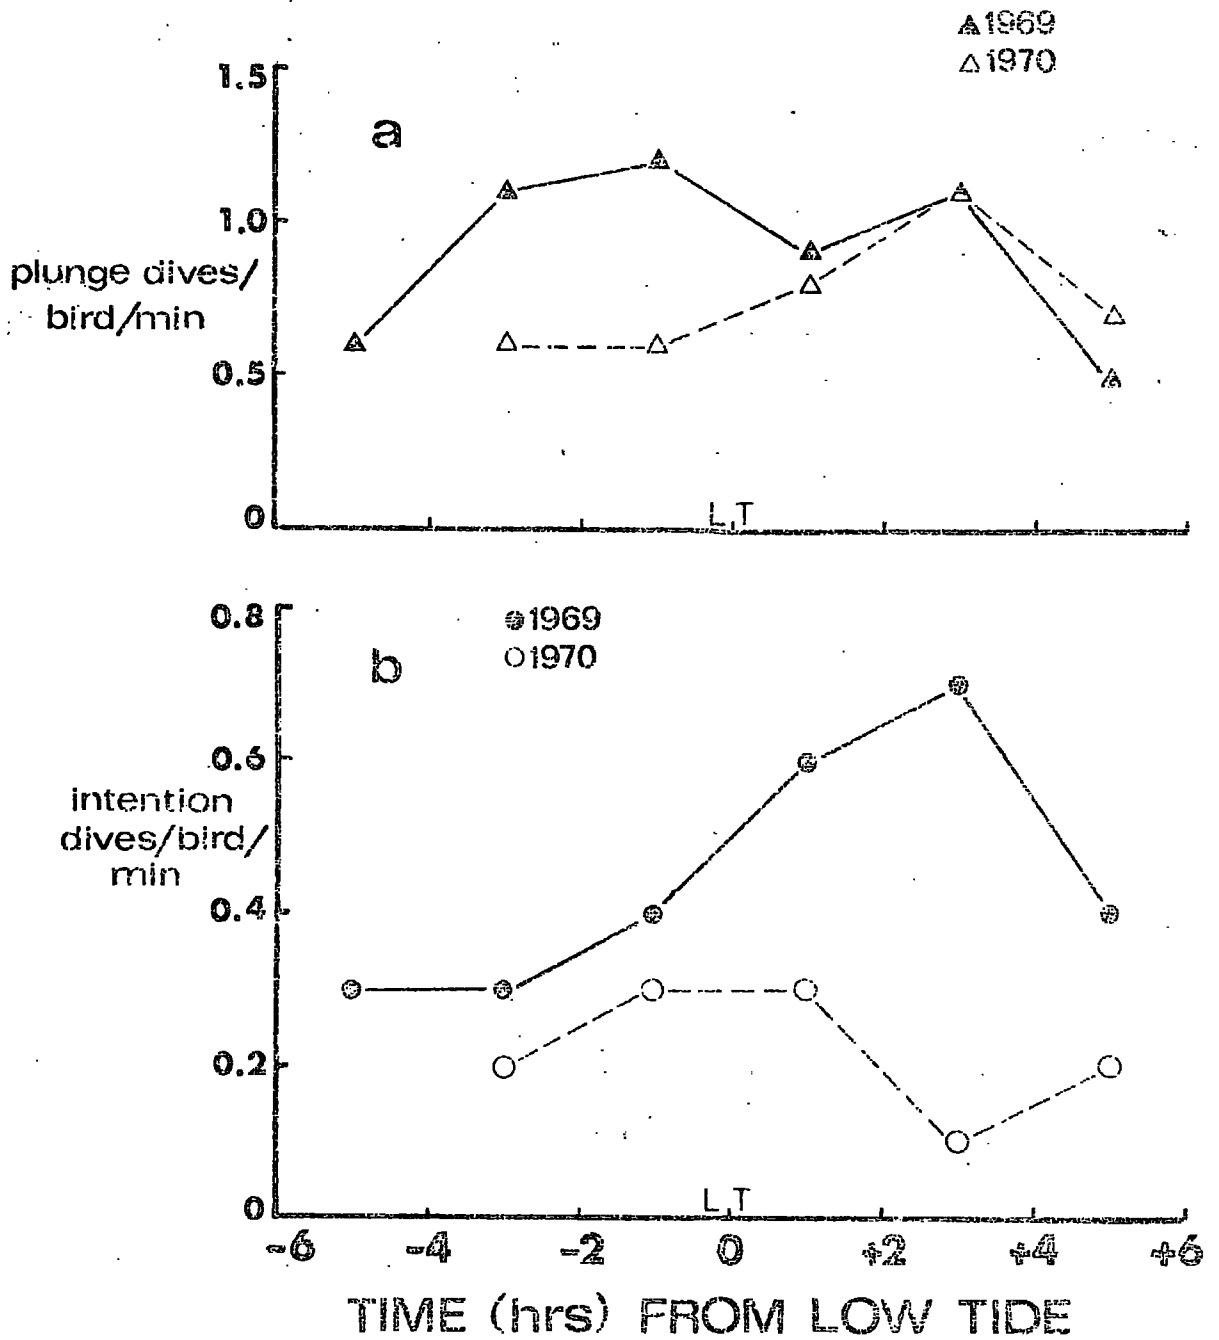 1969
1970
1.5
a
1.0
plunge dives/
bird/min
0.5
0
L T
0.8
1969
b
1970
0.6
intention
dives/bird/
min
0.4
0.2
0
L T
-6 -4 -2 0 +2 +4 +6
TIME (hrs) FROM LOW TIDE